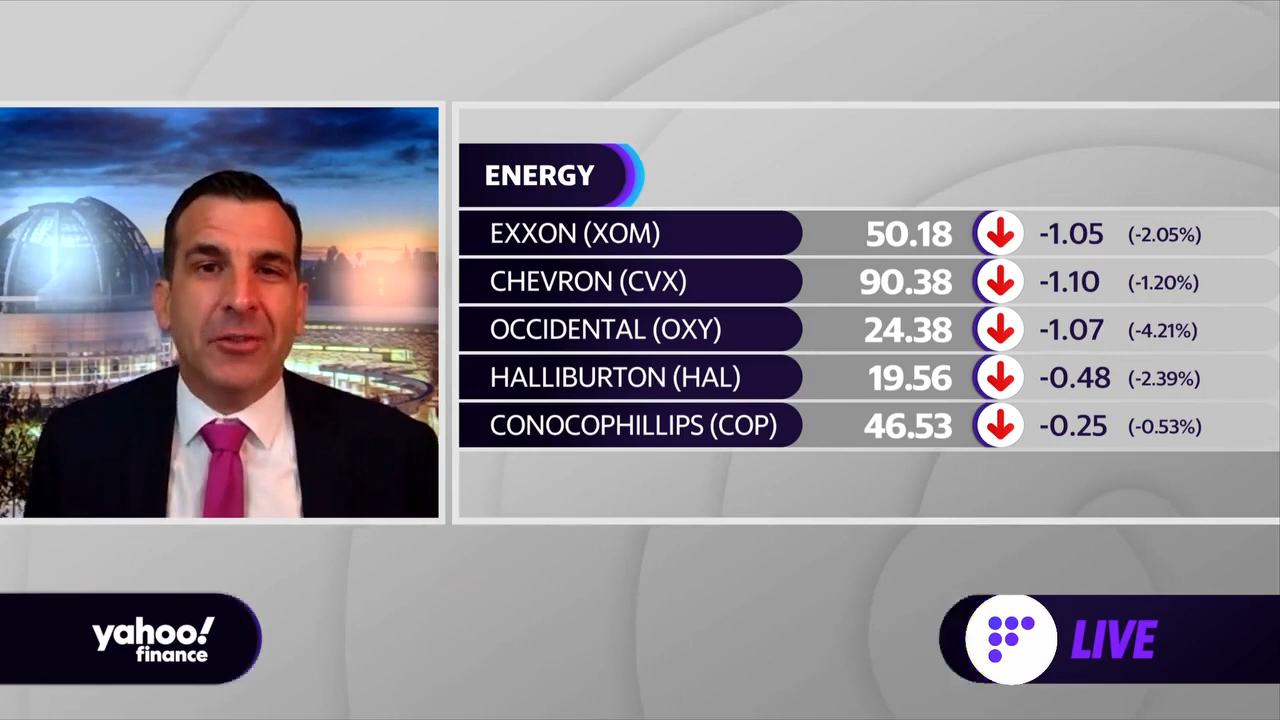 ENERGY
EXXON (XOM) 50.18 -1.05 (-2.05%)
CHEVRON (CVX) 90.38 -1.10 (-1.20%)
OCCIDENTAL (OXY) 24.38 -1.07 (-4.21%)
HALLIBURTON (HAL) 19.56 -0.48 (-2.39%)
CONOCOPHILLIPS (COP) 46.53 -0.25 (-0.53%)
yahoo!
finance
LIVE